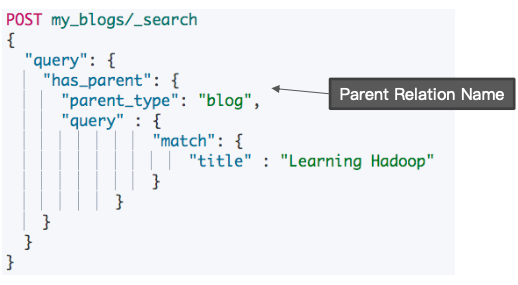 POST my_blogs/_search
{
"query": {
"has_parent": {
"parent_type": "blog",
"query" : {
"match": {
"title" : "Learning Hadoop"
}
}
}
}
}
Parent Relation Name